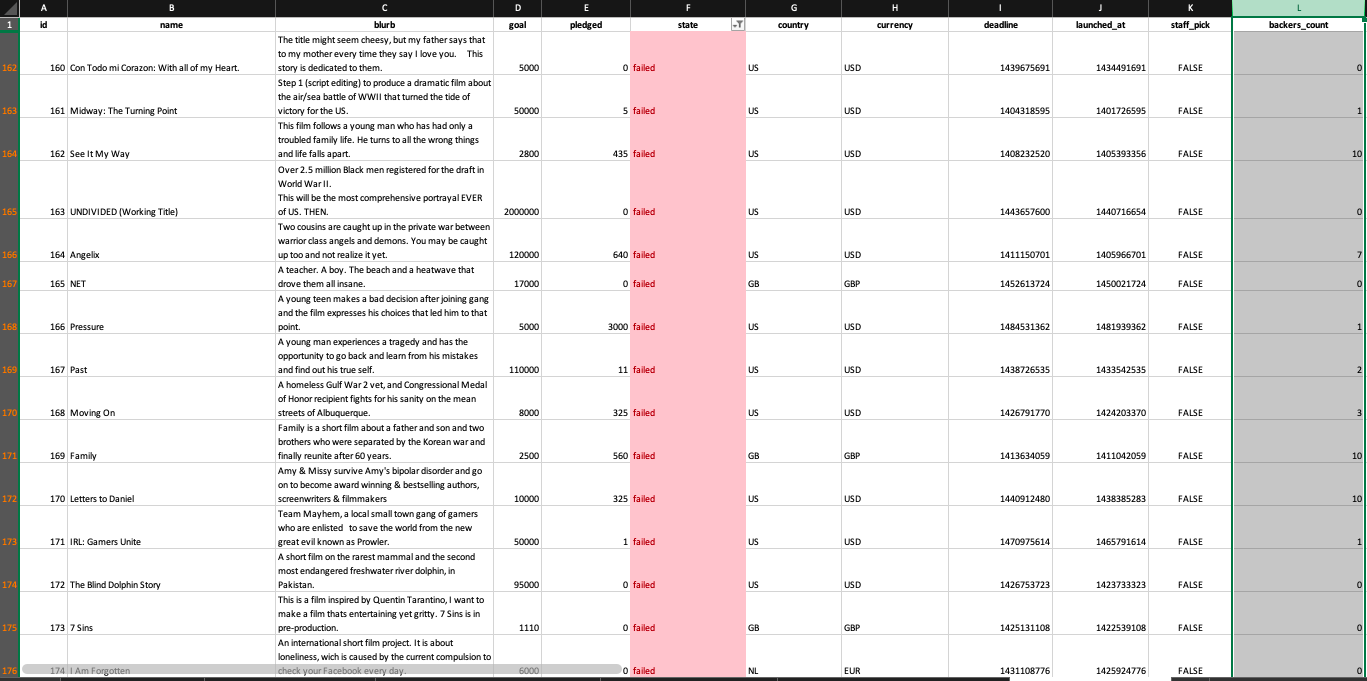 A B C D E F G H I J K L
1 id name blurb goal pledged state country currency deadline launched_at staff_pick backers_count
The title might seem cheesy, but my father says that
to my mother every time they say I love you. This
162 160 Con Todo mi Corazon: With all of my Heart. story is dedicated to them. 5000 0 failed US USD 1439675691 1434491691 FALSE 0
Step 1 (script editing) to produce a dramatic film about
the air/sea battle of WWII that turned the tide of
163 161 Midway: The Turning Point victory for the US. 50000 5 failed US USD 1404318595 1401726595 FALSE 1
This film follows a young man who has had only a
troubled family life. He turns to all the wrong things
164 162 See It My Way and life falls apart. 2800 435 failed US USD 1408232520 1405393356 FALSE 10
Over 2.5 million Black men registered for the draft in
World War II.
This will be the most comprehensive portrayal EVER
165 163 UNDIVIDED (Working Title) of US. THEN. 2000000 0 failed US USD 1443657600 1440716654 FALSE 0
Two cousins are caught up in the private war between
warrior class angels and demons. You may be caught
166 164 Angelix up too and not realize it yet. 120000 640 failed US USD 1411150701 1405966701 FALSE 7
A teacher. A boy. The beach and a heatwave that
167 165 NET drove them all insane. 17000 0 failed GB GBP 1452613724 1450021724 FALSE 0
A young teen makes a bad decision after joining gang
and the film expresses his choices that led him to that
168 166 Pressure point. 5000 3000 failed US USD 1484531362 1481939362 FALSE 1
A young man experiences a tragedy and has the
opportunity to go back and learn from his mistakes
169 167 Past and find out his true self. 110000 11 failed US USD 1438726535 1433542535 FALSE 2
A homeless Gulf War 2 vet, and Congressional Medal
of Honor recipient fights for his sanity on the mean
170 168 Moving On streets of Albuquerque. 8000 325 failed US USD 1426791770 1424203370 FALSE 3
Family is a short film about a father and son and two
brothers who were separated by the Korean war and
171 169 Family finally reunite after 60 years. 2500 560 failed GB GBP 1413634059 1411042059 FALSE 10
Amy & Missy survive Amy's bipolar disorder and go
on to become award winning & bestselling authors,
172 170 Letters to Daniel screenwriters & filmmakers 10000 325 failed US USD 1440912480 1438385283 FALSE 10
Team Mayhem, a local small town gang of gamers
who are enlisted to save the world from the new
173 171 IRL: Gamers Unite great evil known as Prowler. 50000 1 failed US USD 1470975614 1465791614 FALSE 1
A short film on the rarest mammal and the second
most endangered freshwater river dolphin, in
174 172 The Blind Dolphin Story Pakistan. 95000 0 failed US USD 1426753723 1423733323 FALSE 0
This is a film inspired by Quentin Tarantino, I want to
make a film thats entertaining yet gritty. 7 Sins is in
175 173 7 Sins pre-production. 1110 0 failed GB GBP 1425131108 1422539108 FALSE 0
An international short film project. It is about
loneliness, wich is caused by the current compulsion to
176 174 I Am Forgotten check your Facebook every day. 6000 0 failed NL EUR 1431108776 1425924776 FALSE 0